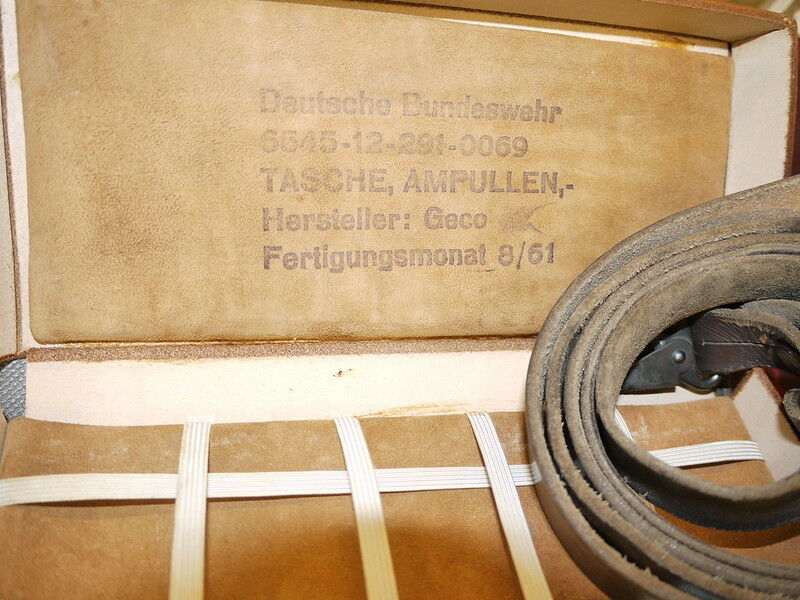 Deutsche Bundeswehr
6545-12-291-0069
TASCHE, AMPULLEN,-
Hersteller: Geco
Fertigungsmonat 8/61